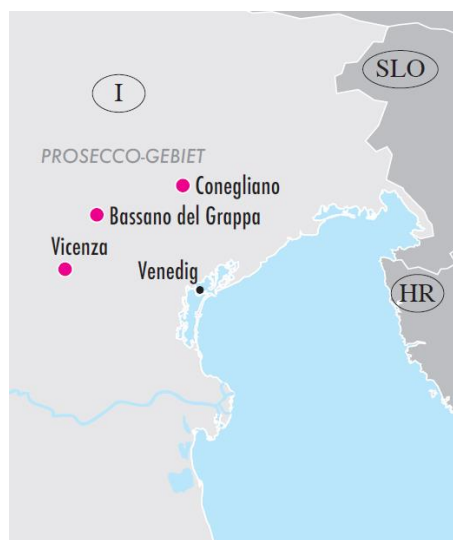 SLO
I
PROSECCO-GEBIET
Conegliano
Bassano del Grappa
Vicenza
Venedig
HR